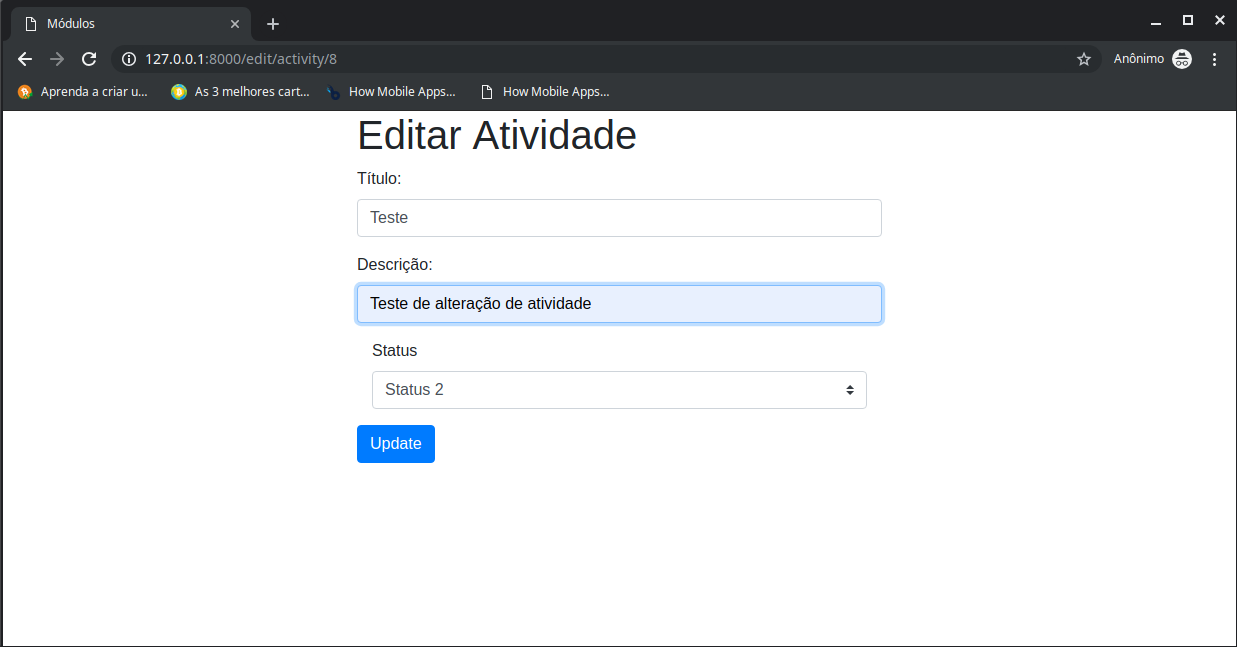 Módulos
127.0.0.1:8000/edit/activity/8
Anônimo
Aprenda a criar u...
As 3 melhores cart...
How Mobile Apps...
How Mobile Apps...
Editar Atividade
Título:
Teste
Descrição:
Teste de alteração de atividade
Status
Status 2
Update